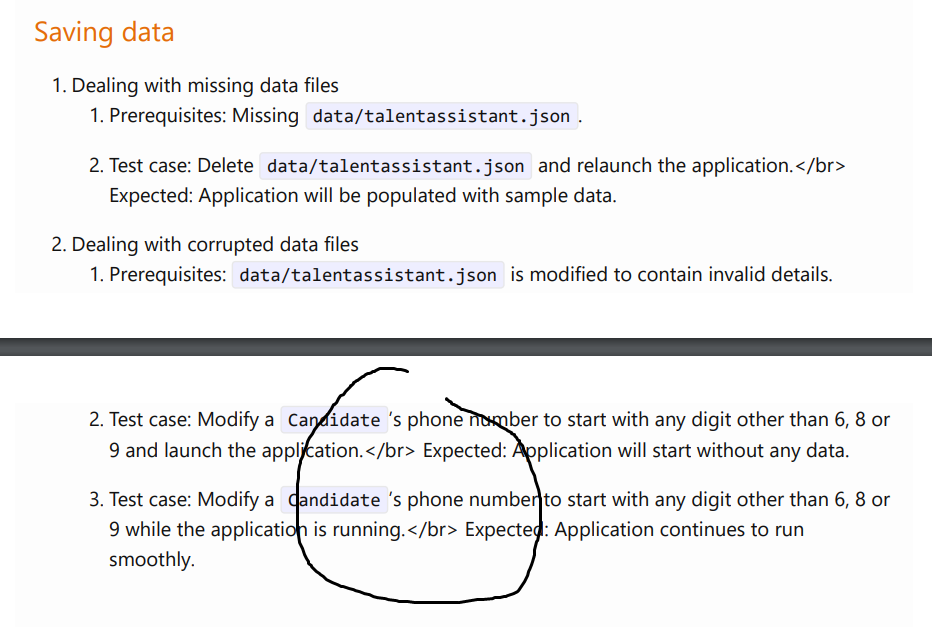 Saving data
1. Dealing with missing data files
1. Prerequisites: Missing data/talentassistant.json .
2. Test case: Delete data/talentassistant.json and relaunch the application.</br>
Expected: Application will be populated with sample data.
2. Dealing with corrupted data files
1. Prerequisites: data/talentassistant.json is modified to contain invalid details.
2. Test case: Modify a Candidate 's phone number to start with any digit other than 6, 8 or
9 and launch the application.</br> Expected: Application will start without any data.
3. Test case: Modify a Candidate 's phone number to start with any digit other than 6, 8 or
9 while the application is running.</br> Expected: Application continues to run
smoothly.